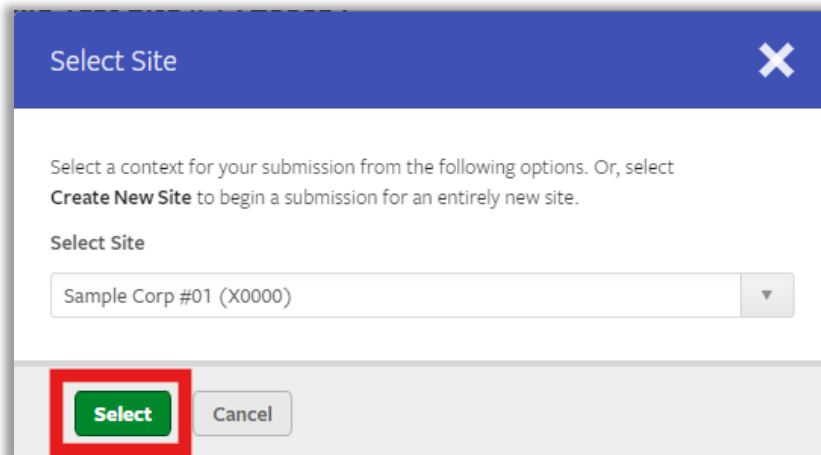 Select Site
Select a context for your submission from the following options. Or, select
Create New Site to begin a submission for an entirely new site.
Select Site
Sample Corp #01 (X0000)
Select
Cancel